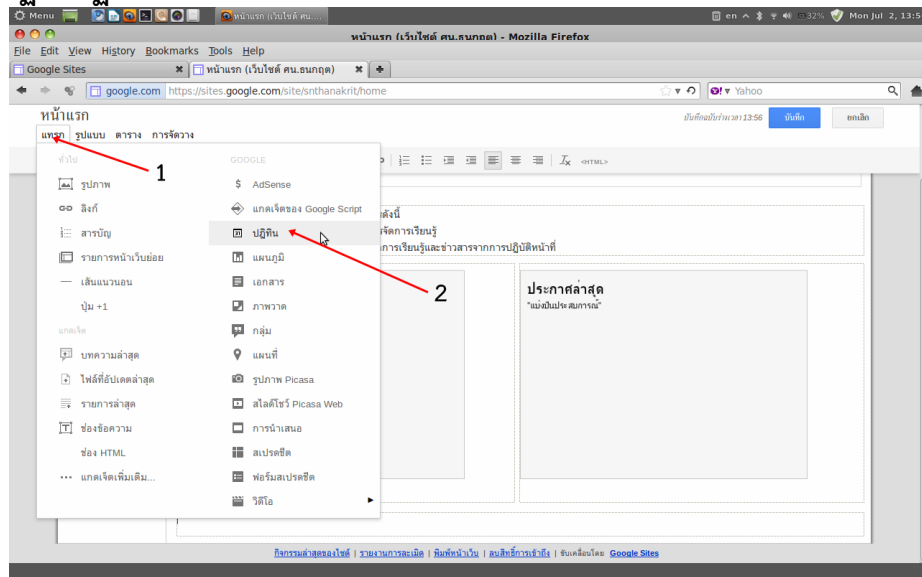 Menu
หน้าแรก (เว็บไซต์ ศน....
en
32%
Mon Jul 2, 13:5
หน้าแรก (เว็บไซต์ ศน.ธนกฤต) - Mozilla Firefox
File Edit View History Bookmarks Tools Help
Google Sites
หน้าแรก (เว็บไซต์ ศน.ธนกฤต)
google.com https://sites.google.com/site/snthanakrit/home
Yahoo
หน้าแรก
บันทึกฉบับร่างเวลา 13:56
บันทึก
ยกเลิก
แทรก รูปแบบ ตาราง การจัดวาง
<HTML>
1
2
ทั่วไป
รูปภาพ
ลิงก์
สารบัญ
รายการหน้าเว็บย่อย
เส้นแนวนอน
ปุ่ม +1
แกดเจ็ต
บทความล่าสุด
ไฟล์ที่อัปเดตล่าสุด
รายการล่าสุด
ช่องข้อความ
ช่อง HTML
แกดเจ็ตเพิ่มเติม...
GOOGLE
AdSense
แกดเจ็ตของ Google Script
ปฏิทิน
แผนภูมิ
เอกสาร
ภาพวาด
กลุ่ม
แผนที่
รูปภาพ Picasa
สไลด์โชว์ Picasa Web
การนำเสนอ
สเปรดชีต
ฟอร์มสเปรดชีต
วิดีโอ
ดังนี้
จัดการเรียนรู้
การเรียนรู้และข่าวสารจากการปฏิบัติหน้าที่
ประกาศล่าสุด
"แบ่งปันประสบการณ์"
กิจกรรมล่าสุดของไซต์ | รายงานการละเมิด | พิมพ์หน้าเว็บ | ลบสิทธิ์การเข้าถึง | ขับเคลื่อนโดย Google Sites